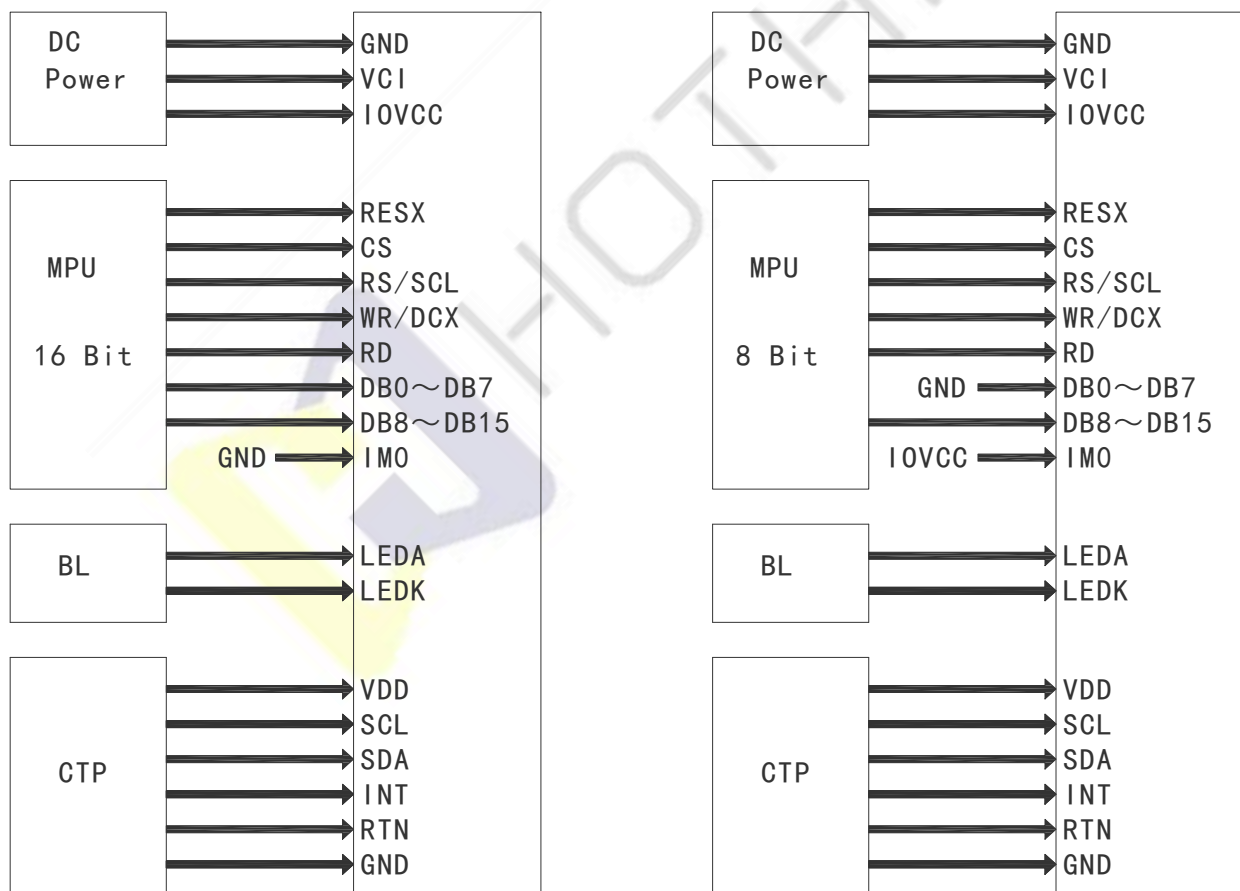 DC
Power
GND
VCI
IOVCC
MPU
16 Bit
RESX
CS
RS/SCL
WR/DCX
RD
DB0～DB7
DB8～DB15
GND
IM0
BL
LEDA
LEDK
CTP
VDD
SCL
SDA
INT
RTN
GND
DC
Power
GND
VCI
IOVCC
MPU
8 Bit
RESX
CS
RS/SCL
WR/DCX
RD
GND
DB0～DB7
DB8～DB15
IOVCC
IM0
BL
LEDA
LEDK
CTP
VDD
SCL
SDA
INT
RTN
GND